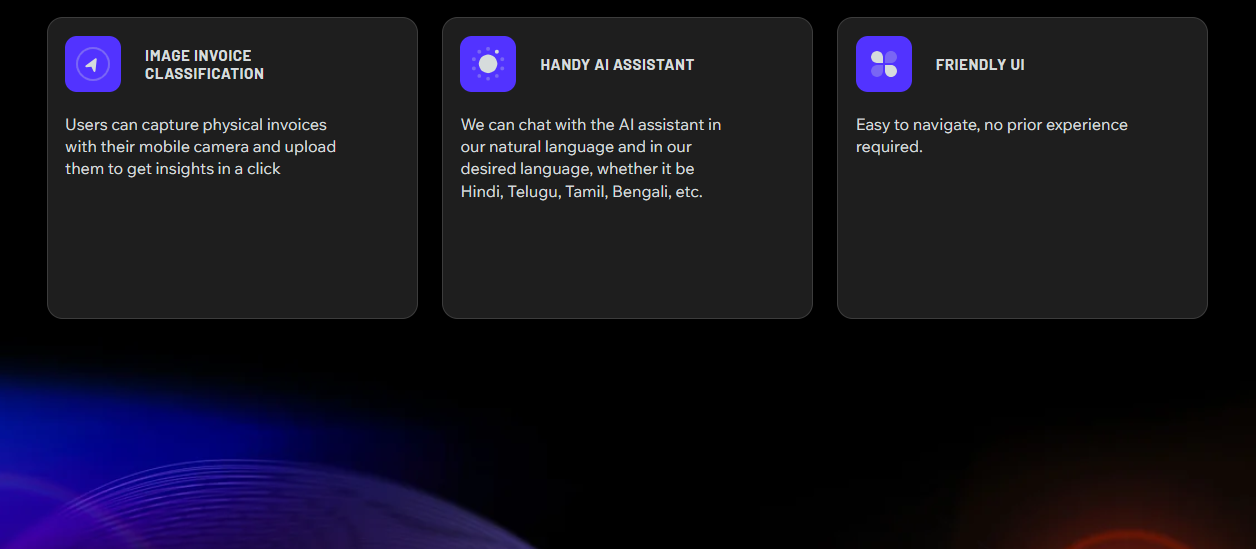 IMAGE INVOICE
CLASSIFICATION
Users can capture physical invoices
with their mobile camera and upload
them to get insights in a click
HANDY AI ASSISTANT
We can chat with the AI assistant in
our natural language and in our
desired language, whether it be
Hindi, Telugu, Tamil, Bengali, etc.
FRIENDLY UI
Easy to navigate, no prior experience
required.